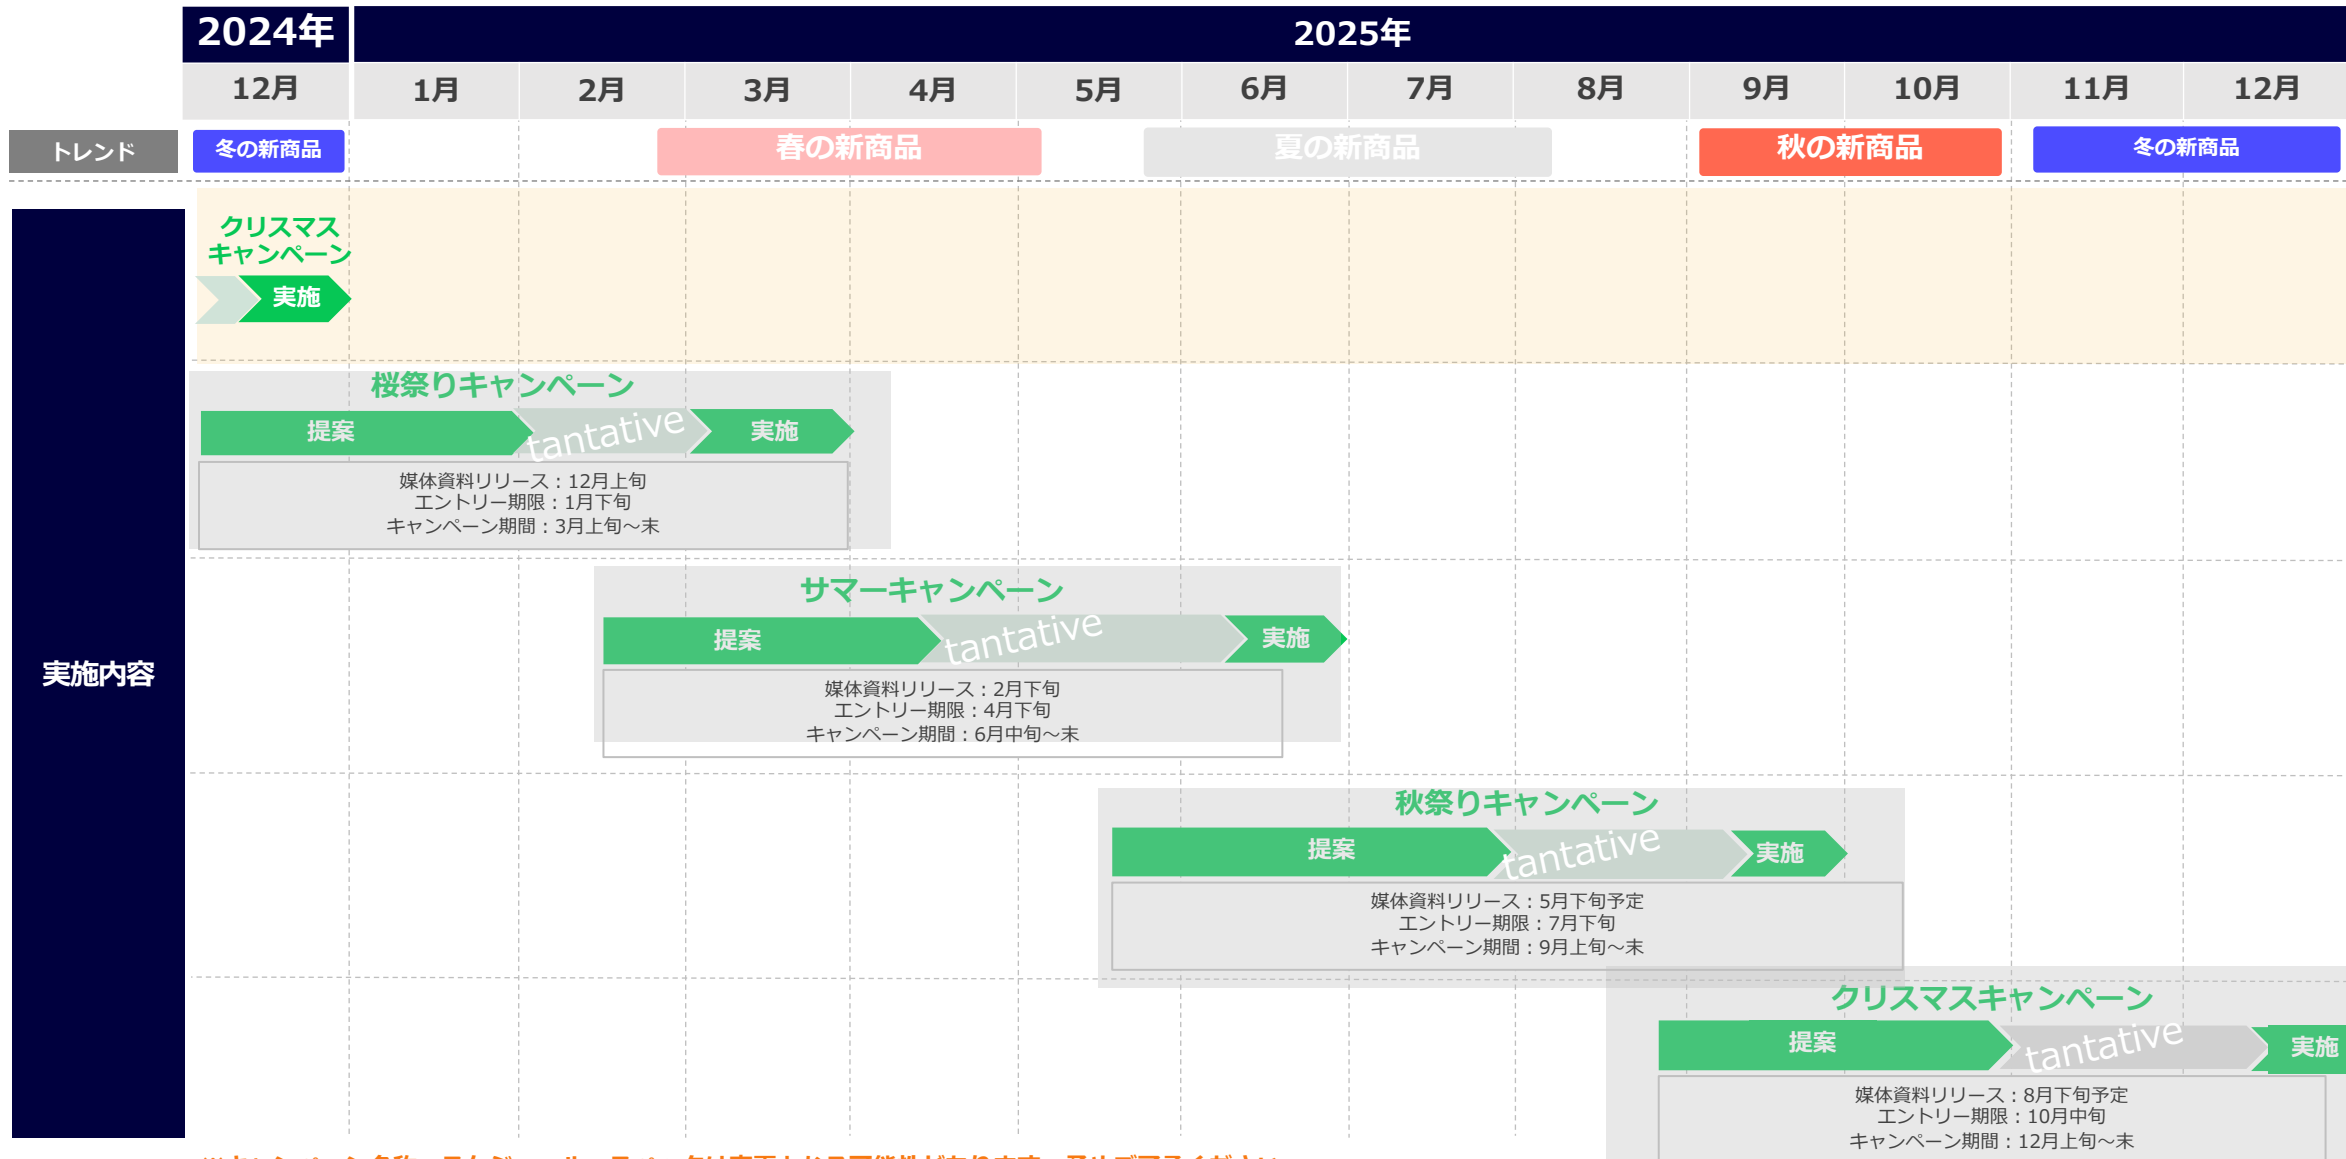 2024年
2025年
12月
1月
2月
3月
4月
5月
6月
7月
8月
9月
10月
11月
12月
トレンド
冬の新商品
春の新商品
夏の新商品
秋の新商品
冬の新商品
実施内容
クリスマス
キャンペーン
実施
桜祭りキャンペーン
提案
tantative
実施
媒体資料リリース：12月上旬
エントリー期限：1月下旬
キャンペーン期間：3月上旬～末
サマーキャンペーン
提案
tantative
実施
媒体資料リリース：2月下旬
エントリー期限：4月下旬
キャンペーン期間：6月中旬～末
秋祭りキャンペーン
提案
tantative
実施
媒体資料リリース：5月下旬予定
エントリー期限：7月下旬
キャンペーン期間：9月上旬～末
クリスマスキャンペーン
提案
tantative
実施
媒体資料リリース：8月下旬予定
エントリー期限：10月中旬
キャンペーン期間：12月上旬～末